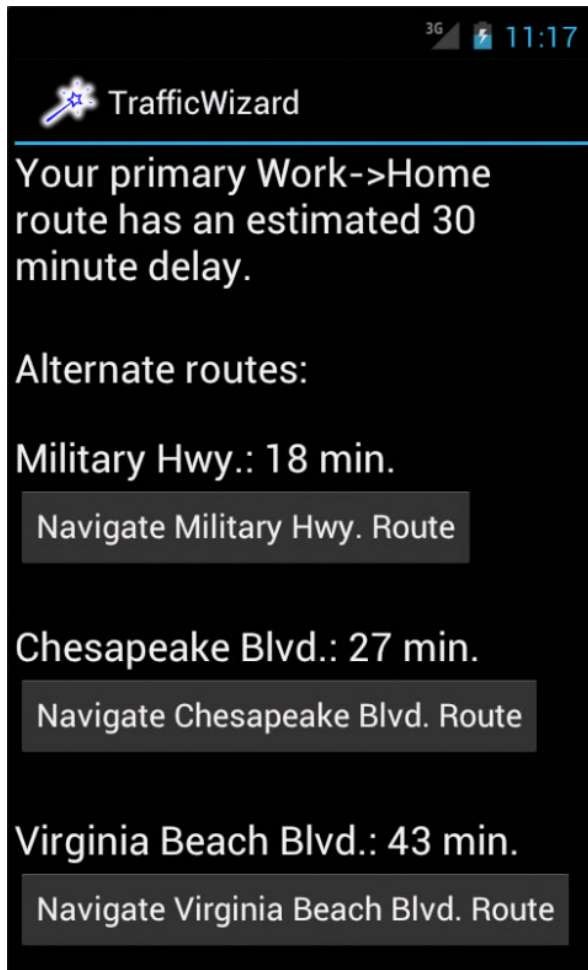 3G 11:17
TrafficWizard
Your primary Work->Home
route has an estimated 30
minute delay.
Alternate routes:
Military Hwy.: 18 min.
Navigate Military Hwy. Route
Chesapeake Blvd.: 27 min.
Navigate Chesapeake Blvd. Route
Virginia Beach Blvd.: 43 min.
Navigate Virginia Beach Blvd. Route